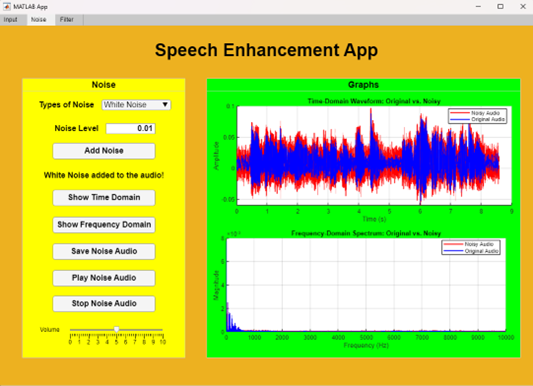 MATLAB App
Input Noise Filter
Speech Enhancement App
Noise
Types of Noise White Noise
Noise Level 0.01
Add Noise
White Noise added to the audio!
Show Time Domain
Show Frequency Domain
Save Noise Audio
Play Noise Audio
Stop Noise Audio
Volume
0 1 2 3 4 5 6 7 8 9 10
Graphs
Time-Domain Waveform: Original vs. Noisy
Noisy Audio
Original Audio
Amplitude
0.1
0.05
0
-0.05
0 1 2 3 4 5 6 7 8 9
Time (s)
Frequency-Domain Spectrum: Original vs. Noisy
Noisy Audio
Original Audio
Magnitude
8
6
4
2
0
0 1000 2000 3000 4000 5000 6000 7000 8000 9000 10000
Frequency (Hz)